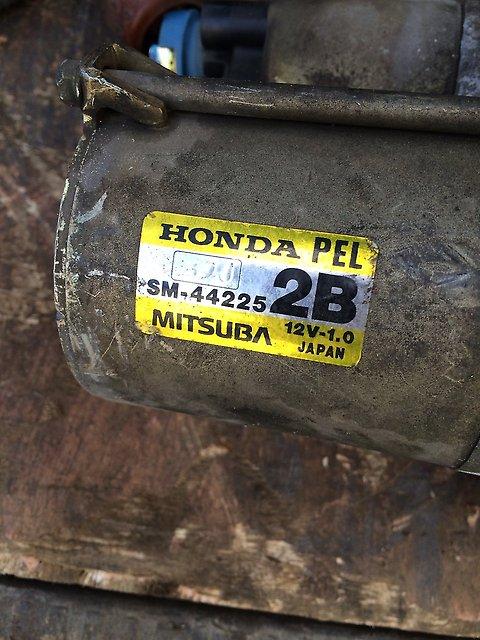 HONDA PEL
SM-44225 2B
MITSUBA 12V-1.0
JAPAN